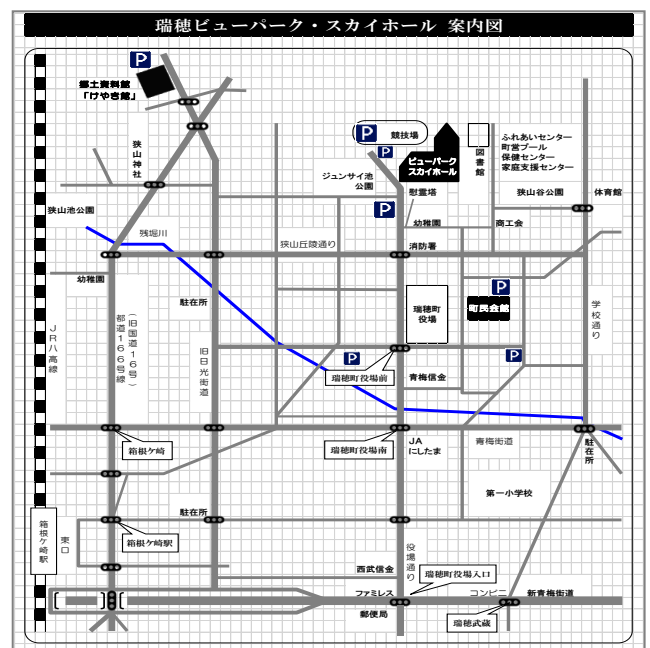 瑞穂ビューパーク・スカイホール 案内図
P
郷土資料館
「けやき館」
狭山神社
狭山池公園
残堀川
幼稚園
P
競技場
P
ジュンサイ池
公園
P
ビューパーク
スカイホール
図書館
慰霊塔
幼稚園
消防署
ふれあいセンター
町営プール
保健センター
家庭支援センター
狭山谷公園
体育館
商工会
狭山丘陵通り
駐在所
瑞穂町
役場
P
町民会館
学校通り
JR八高線
都道166号線
(旧国道16号)
旧日光街道
P
瑞穂町役場前
P
青梅信金
箱根ケ崎
瑞穂町役場南
JA
にしたま
青梅街道
駐在所
第一小学校
駐在所
箱根ケ崎駅
東口
箱根ケ崎駅
役場通り
西武信金
瑞穂町役場入口
ファミレス
コンビニ
新青梅街道
郵便局
瑞穂武蔵